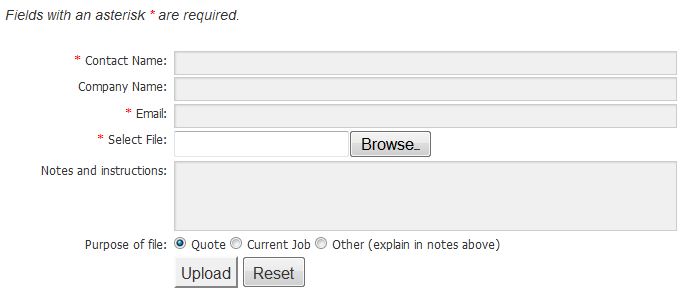 Fields with an asterisk * are required.
* Contact Name:
Company Name:
* Email:
* Select File: Browse..
Notes and instructions:
Purpose of file: Quote Current Job Other (explain in notes above)
Upload Reset